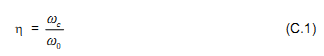 η = ω_c / ω_0 (C.1)